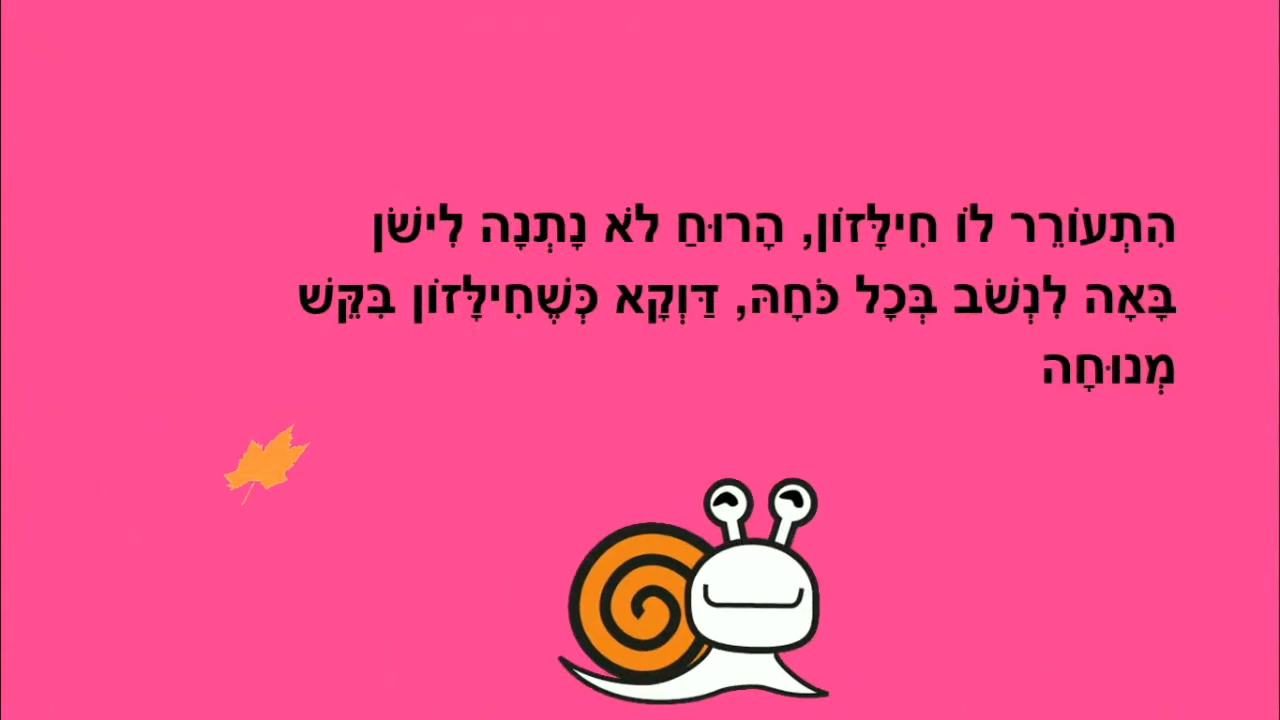 הִתְעוֹרֵר לוֹ חִילָּזוֹן, הָרוּחַ לֹא נָתְנָה לִישֹׁן
בָּאָה לִנְשֹׁב בְּכָל כֹּחָהּ, דַּוְקָא כְּשֶׁחִילָּזוֹן בִּקֵּשׁ
מְנוּחָה